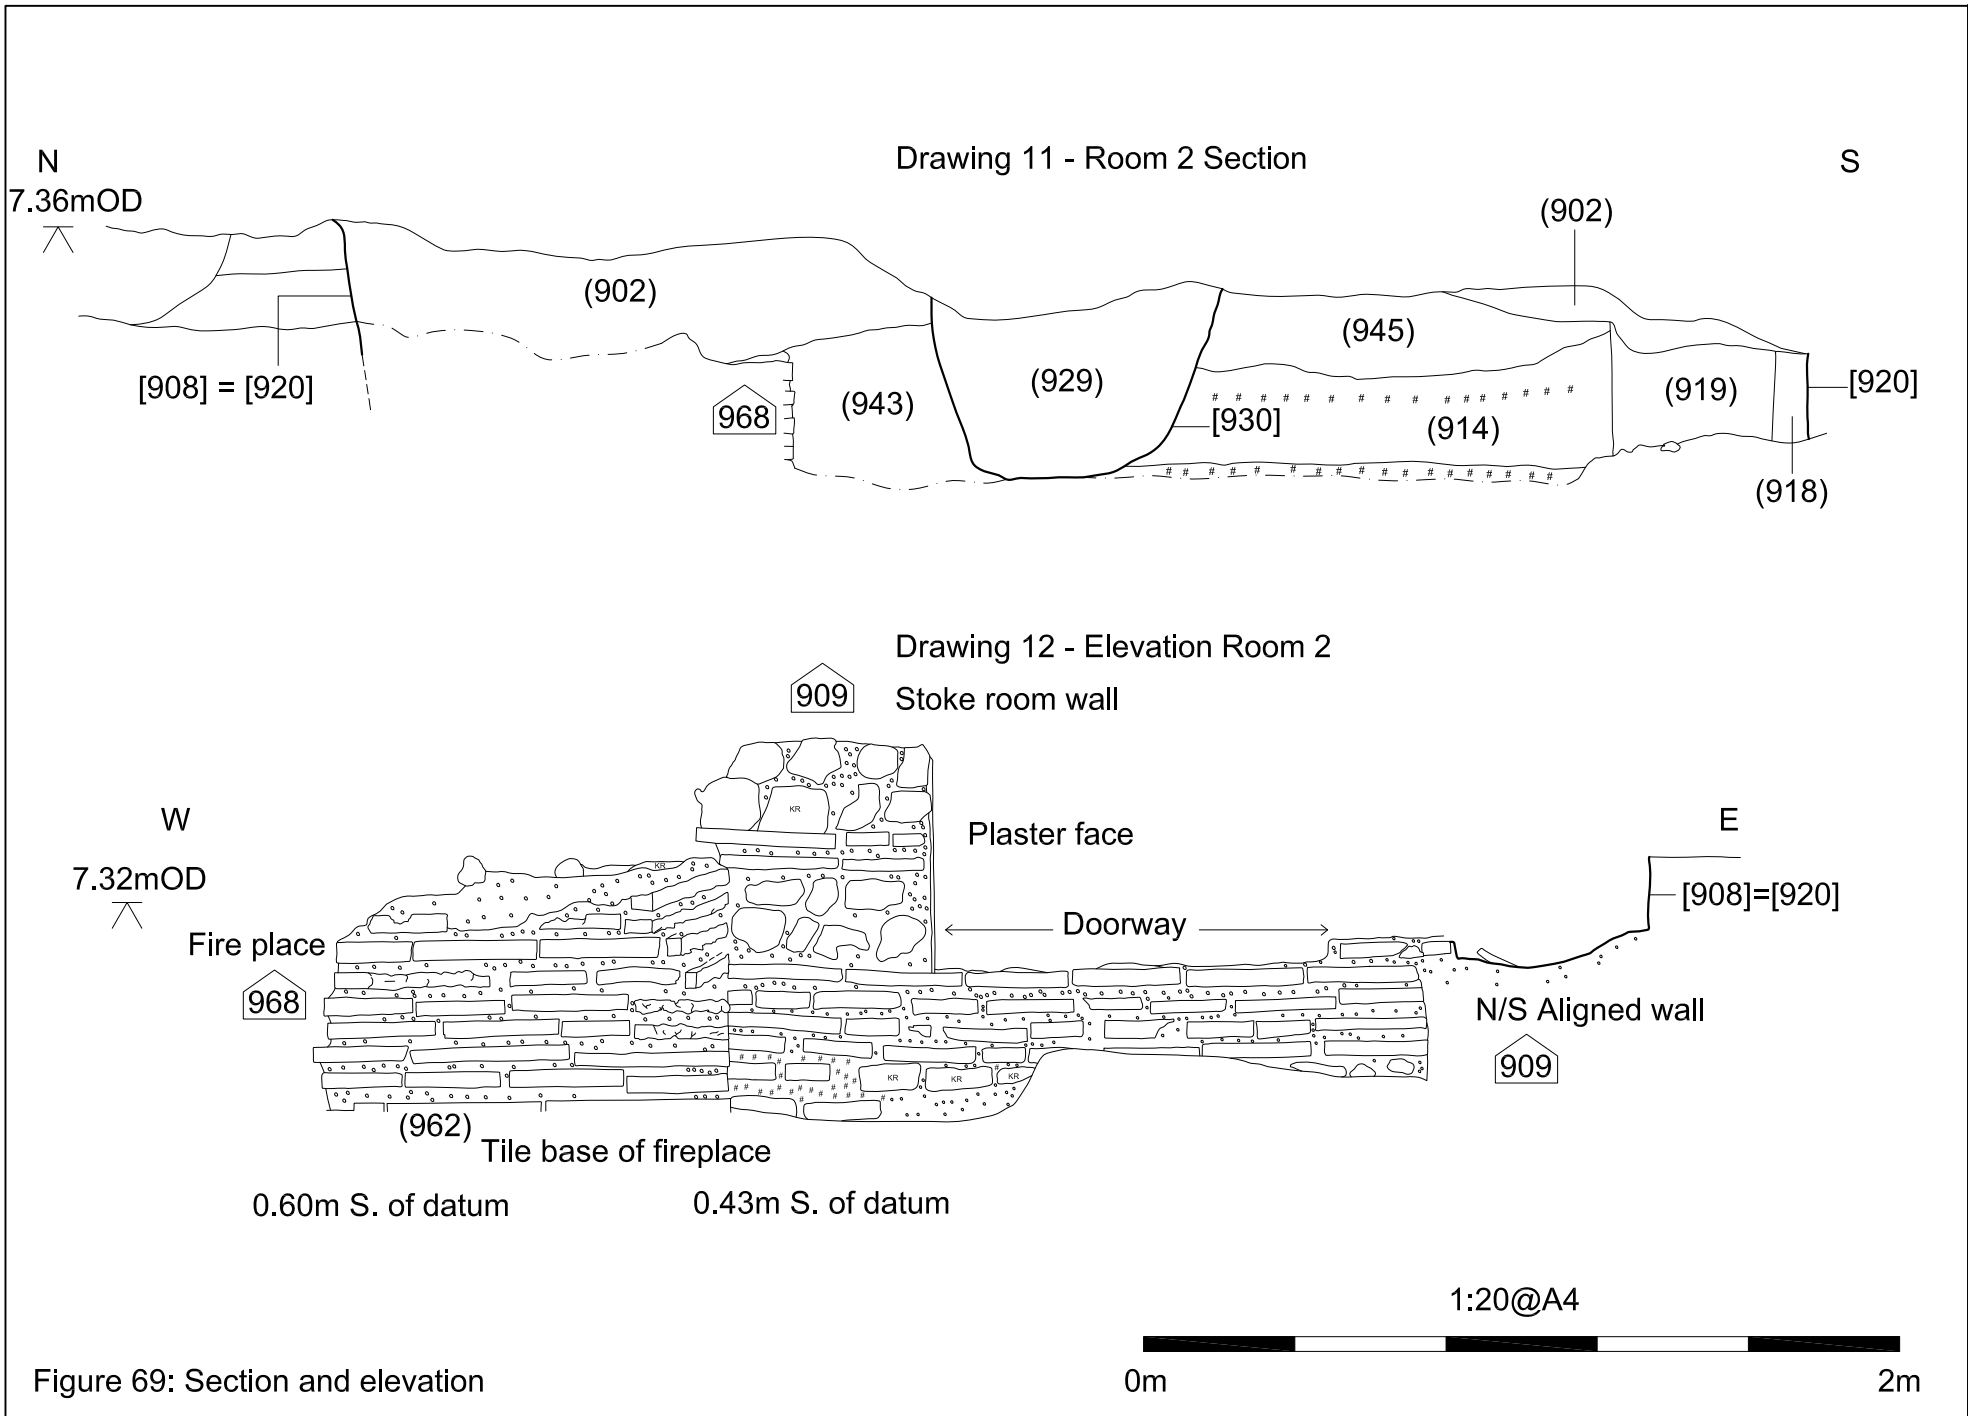 Drawing 11 - Room 2 Section
N
S
7.36mOD
(902)
(902)
(945)
[908] = [920]
968
(943)
(929)
[930]
(914)
(919)
[920]
(918)
Drawing 12 - Elevation Room 2
909
Stoke room wall
KR
W
E
Plaster face
KR
7.32mOD
[908]=[920]
Doorway
Fire place
968
N/S Aligned wall
909
KR
KR
KR
(962)
Tile base of fireplace
0.60m S. of datum
0.43m S. of datum
1:20@A4
0m
2m
Figure 69: Section and elevation